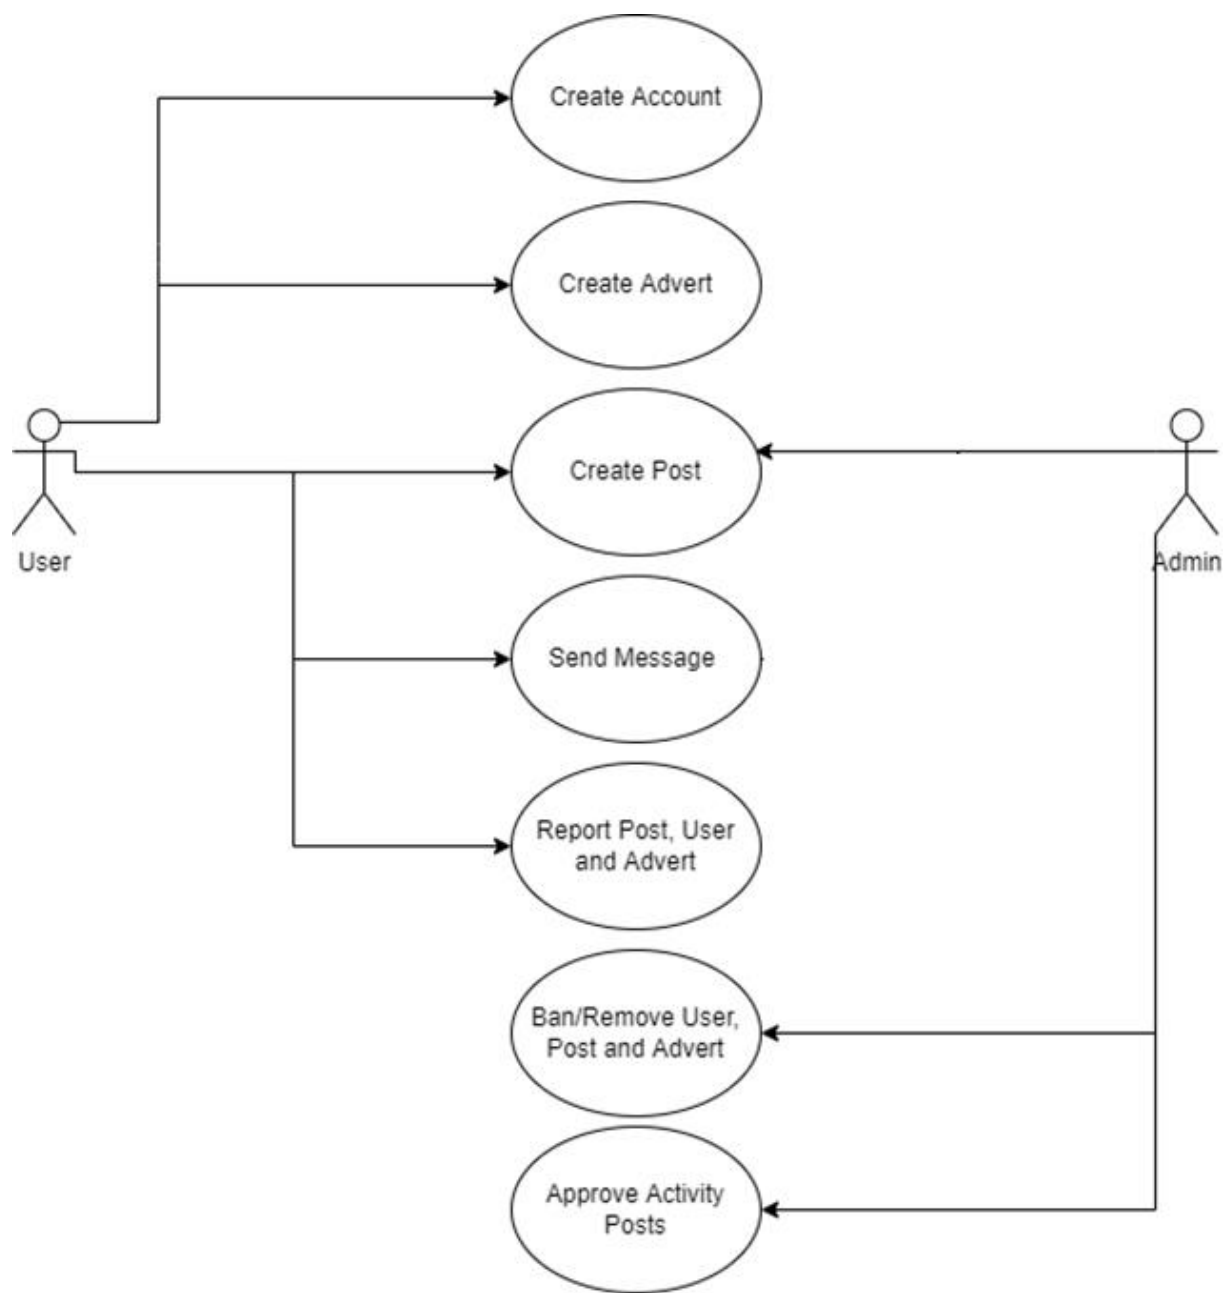 Create Account
Create Advert
Create Post
User
Admin
Send Message
Report Post, User
and Advert
Ban/Remove User,
Post and Advert
Approve Activity
Posts